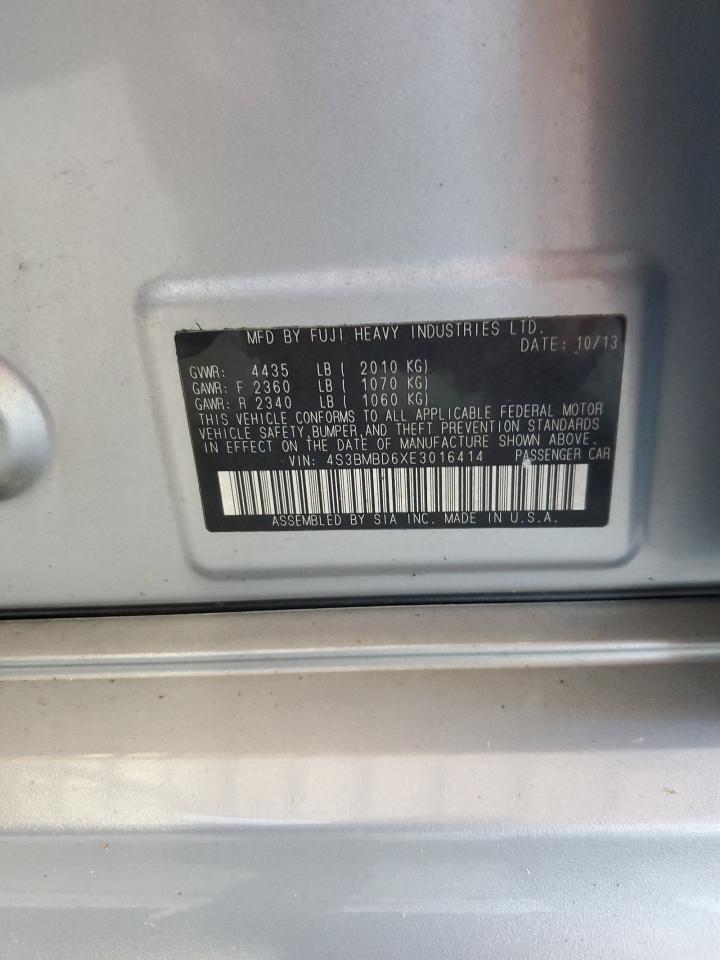 MFD BY FUJI HEAVY INDUSTRIES LTD.
DATE: 10/13
GVWR: 4435 LB ( 2010 KG)
GAWR: F 2360 LB ( 1070 KG)
GAWR: R 2340 LB ( 1060 KG)
THIS VEHICLE CONFORMS TO ALL APPLICABLE FEDERAL MOTOR
VEHICLE SAFETY,BUMPER,AND THEFT PREVENTION STANDARDS
IN EFFECT ON THE DATE OF MANUFACTURE SHOWN ABOVE.
VIN: 4S3BMBD6XE3016414 PASSENGER CAR
ASSEMBLED BY SIA INC. MADE IN U.S.A.